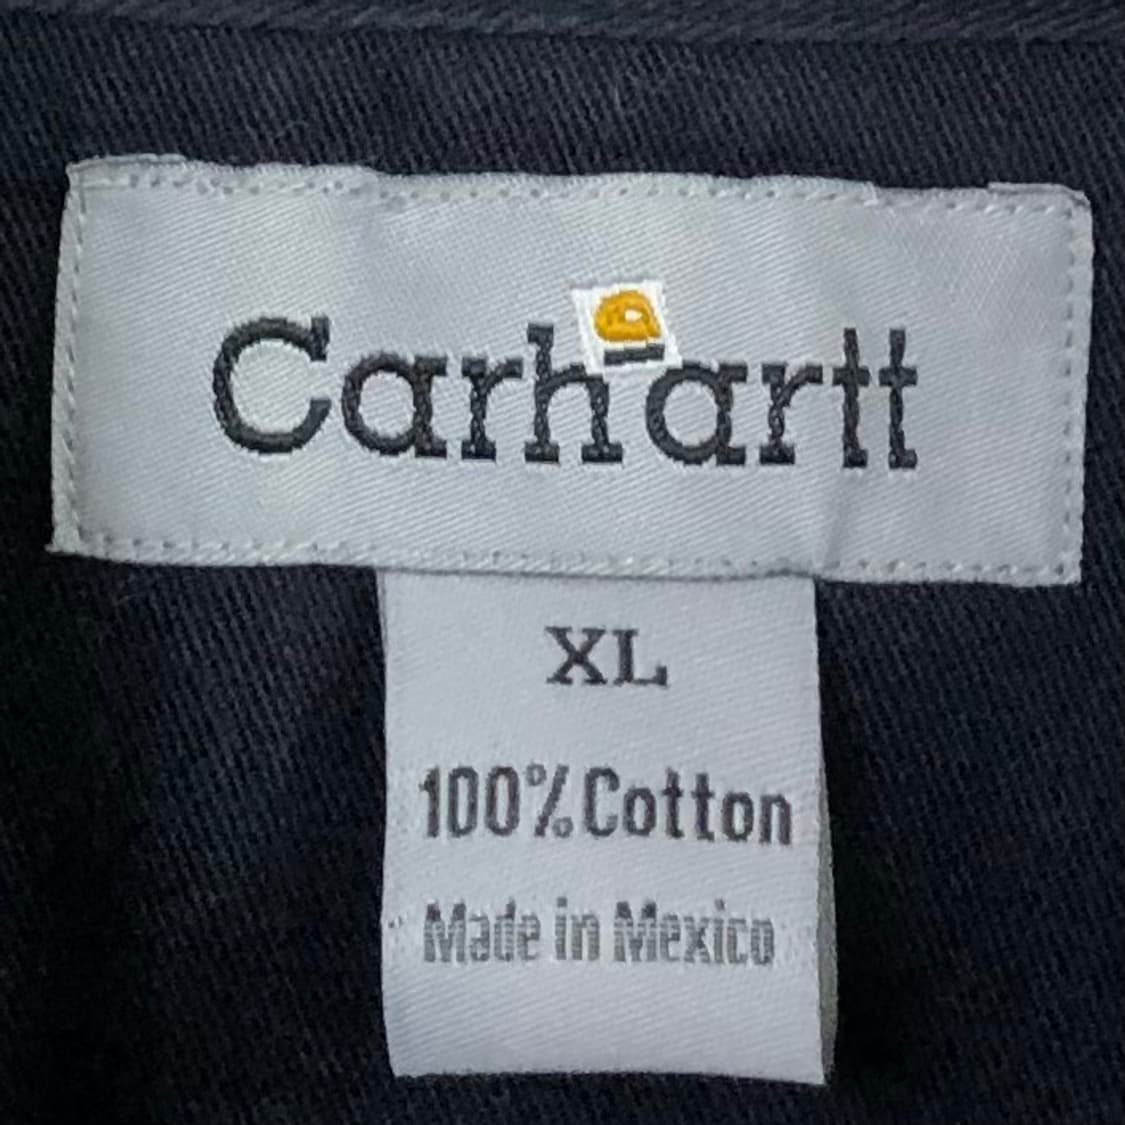 Carhartt
XL
100% Cotton
Made in Mexico